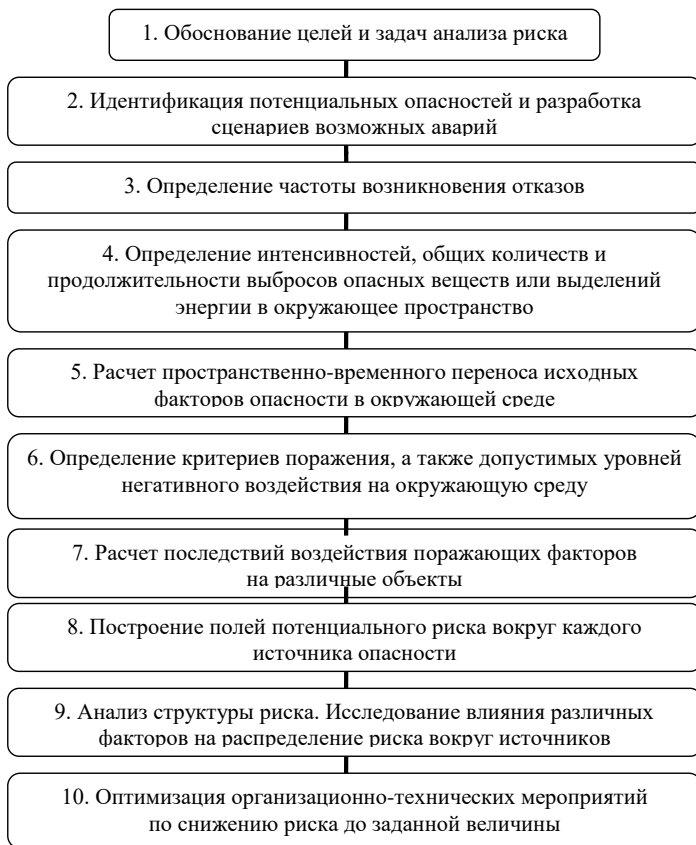 1. Обоснование целей и задач анализа риска
2. Идентификация потенциальных опасностей и разработка
сценариев возможных аварий
3. Определение частоты возникновения отказов
4. Определение интенсивностей, общих количеств и
продолжительности выбросов опасных веществ или выделений
энергии в окружающее пространство
5. Расчет пространственно-временного переноса исходных
факторов опасности в окружающей среде
6. Определение критериев поражения, а также допустимых уровней
негативного воздействия на окружающую среду
7. Расчет последствий воздействия поражающих факторов
на различные объекты
8. Построение полей потенциального риска вокруг каждого
источника опасности
9. Анализ структуры риска. Исследование влияния различных
факторов на распределение риска вокруг источников
10. Оптимизация организационно-технических мероприятий
по снижению риска до заданной величины